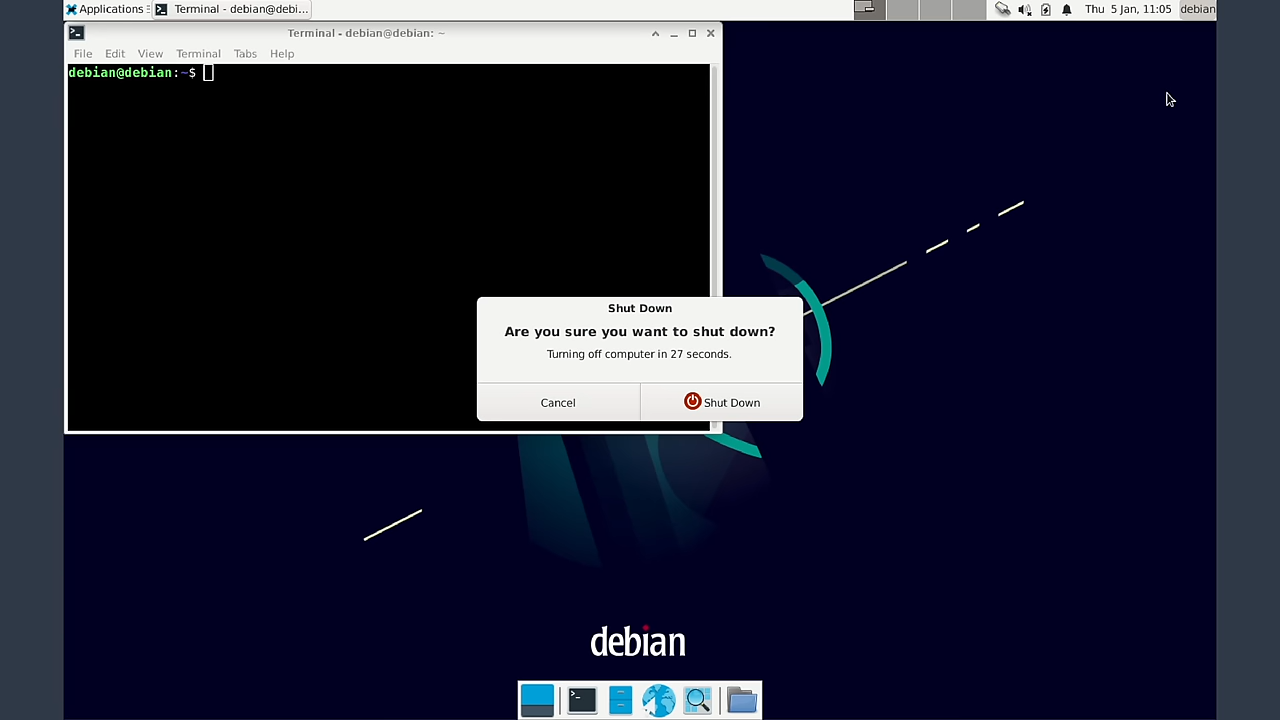 Applications
Terminal - debian@debi...
Thu 5 Jan, 11:05
debian
Terminal - debian@debian: ~
File Edit View Terminal Tabs Help
debian@debian:~$
Shut Down
Are you sure you want to shut down?
Turning off computer in 27 seconds.
Cancel
Shut Down
debian